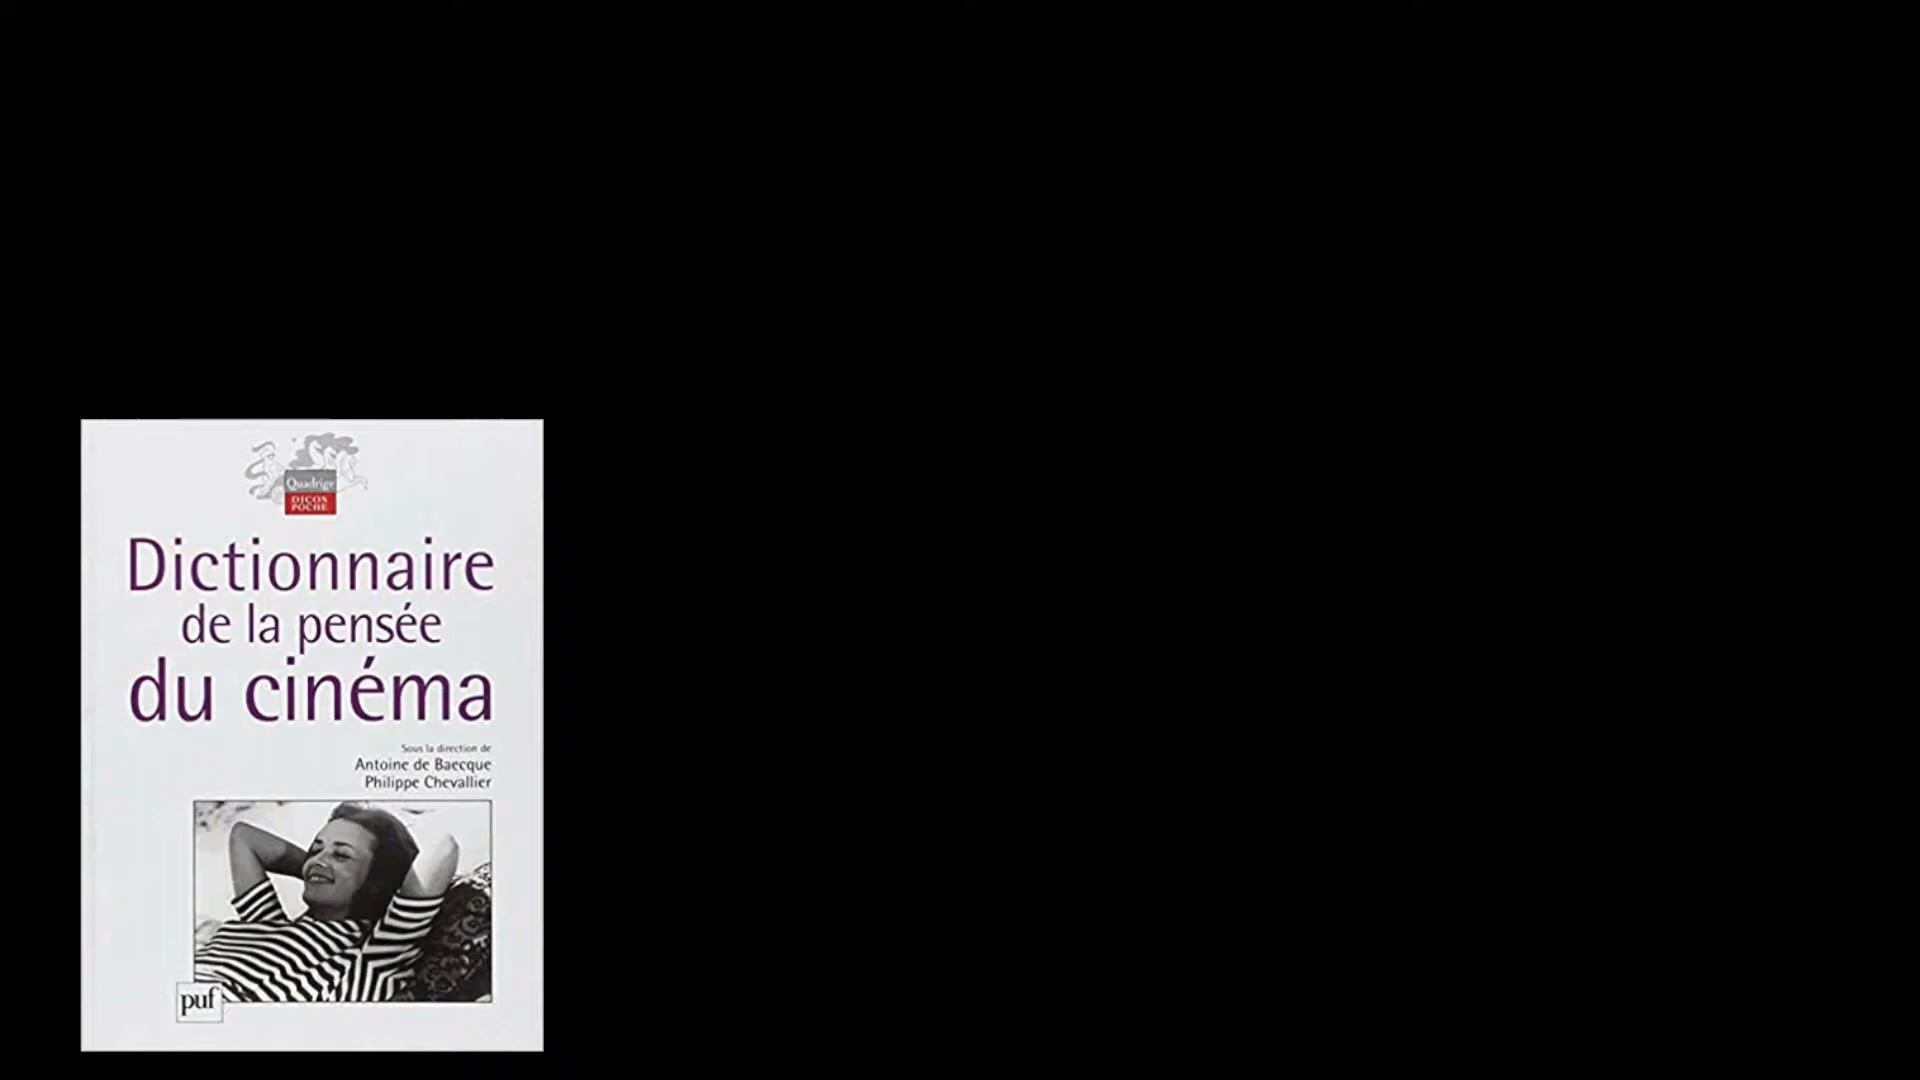 Quadrige
DICOS
POCHE
Dictionnaire
de la pensée
du cinéma
Sous la direction de
Antoine de Baecque
Philippe Chevallier
puf